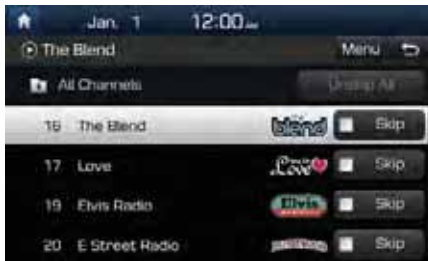 Jan. 1 12:00 AM
The Blend Menu
All Channels Unskip All
16 The Blend blend Skip
17 Love Love Skip
19 Elvis Radio Elvis Skip
20 E Street Radio Skip